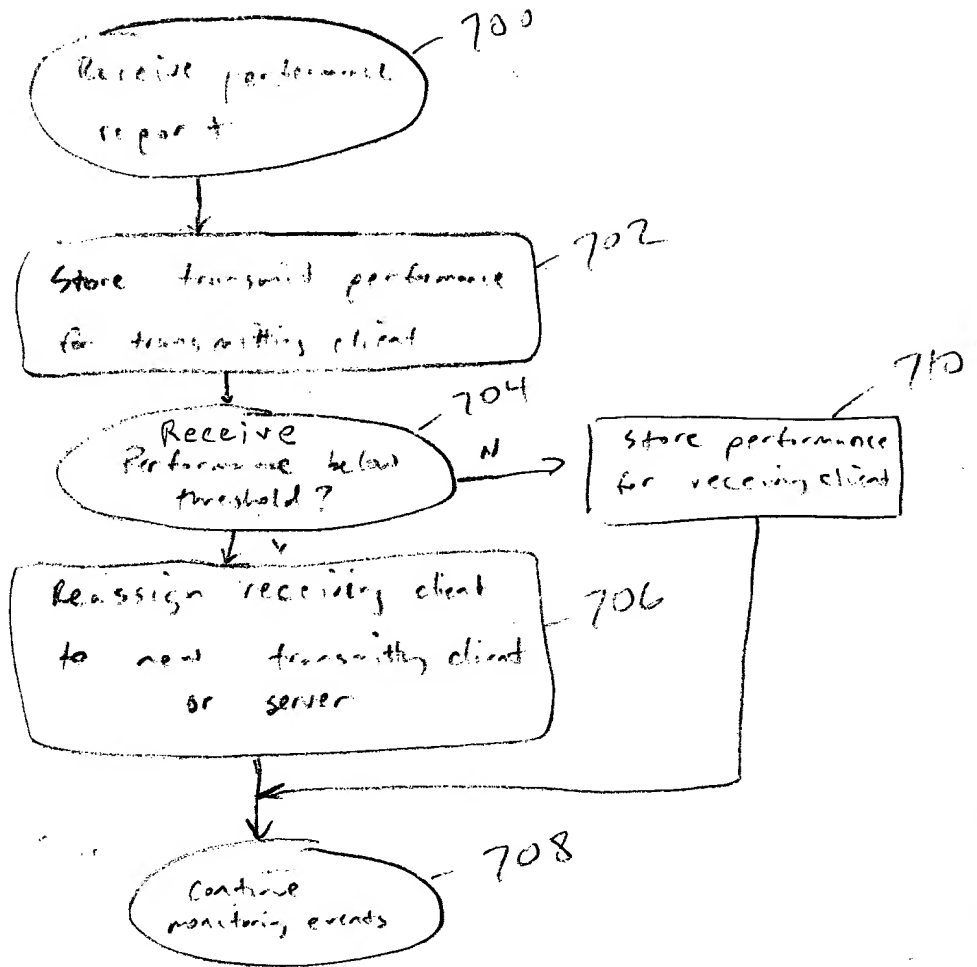 700
Receive performance
report
702
Store transmit performance
for transmitting client
704
Receive
Performance below
threshold?
N
710
store performance
for receiving client
Y
Reassign receiving client
to new transmitting client
or server
706
708
Continue
monitoring events